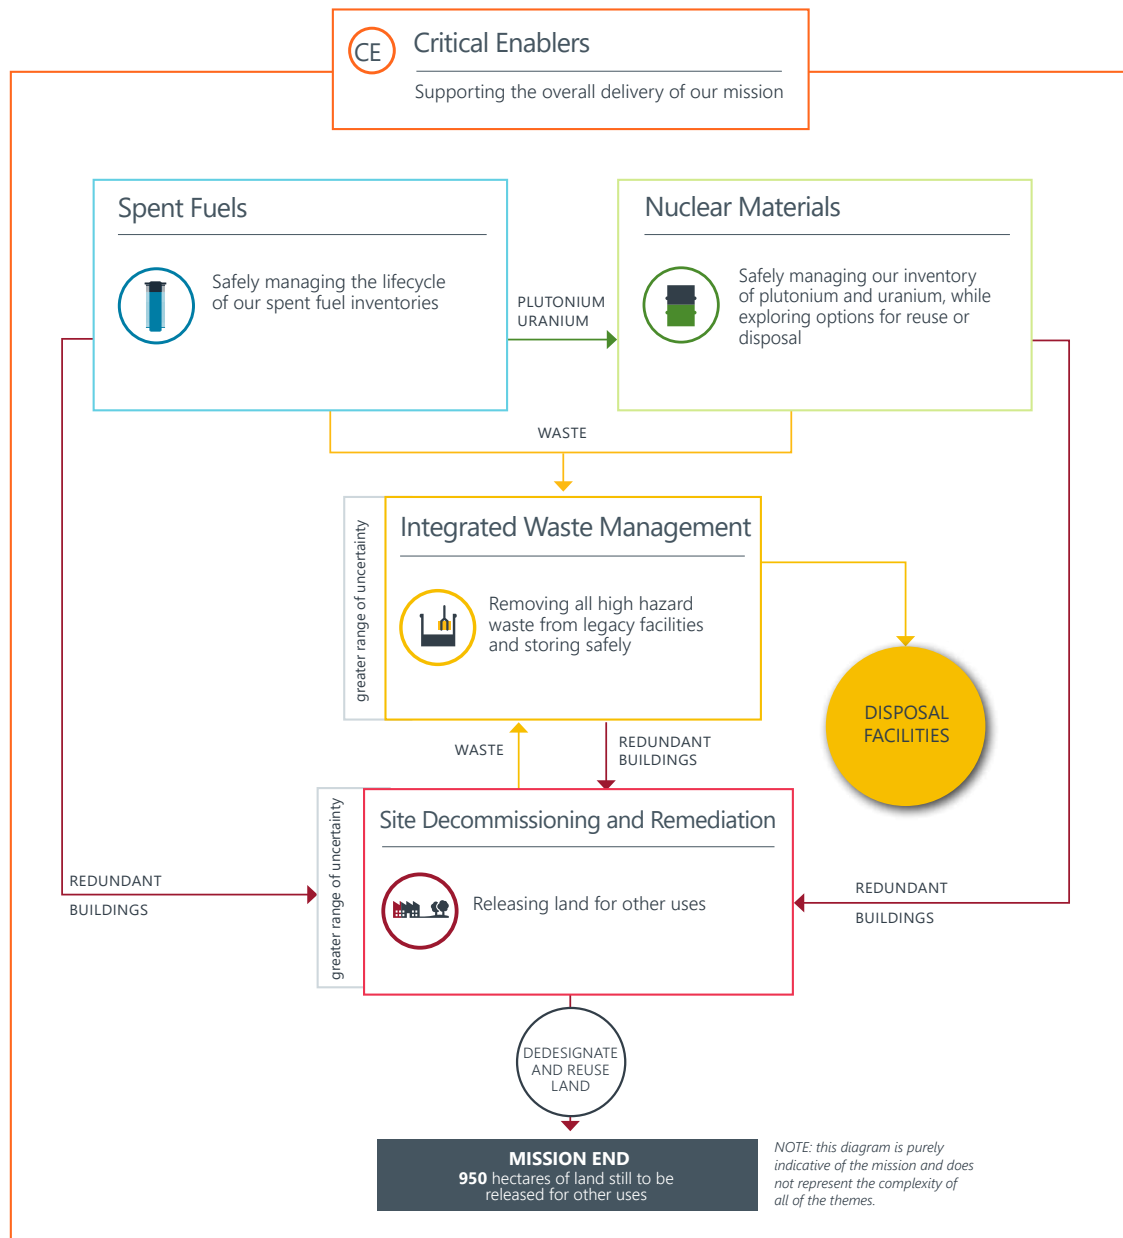 CE
Critical Enablers
Supporting the overall delivery of our mission
Spent Fuels
Safely managing the lifecycle
of our spent fuel inventories
PLUTONIUM
URANIUM
Nuclear Materials
Safely managing our inventory
of plutonium and uranium, while
exploring options for reuse or
disposal
WASTE
greater range of uncertainty
Integrated Waste Management
Removing all high hazard
waste from legacy facilities
and storing safely
DISPOSAL
FACILITIES
WASTE
REDUNDANT
BUILDINGS
greater range of uncertainty
Site Decommissioning and Remediation
Releasing land for other uses
REDUNDANT
BUILDINGS
REDUNDANT
BUILDINGS
DEDESIGNATE
AND REUSE
LAND
MISSION END
950 hectares of land still to be
released for other uses
NOTE: this diagram is purely
indicative of the mission and does
not represent the complexity of
all of the themes.